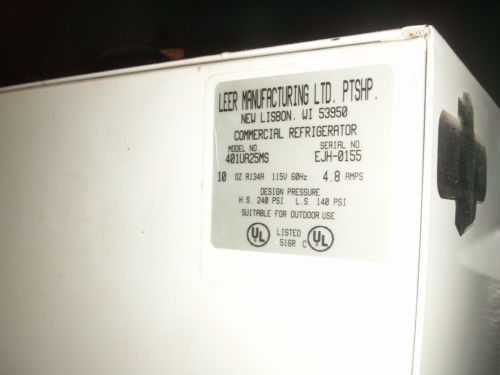 LEER MANUFACTURING LTD. PTSHP.
NEW LISBON, WI 53950
COMMERCIAL REFRIGERATOR
MODEL NO. SERIAL NO.
401UA25MS EJH-0155
10 OZ R134A 115V 60Hz 4.8 AMPS
DESIGN PRESSURE
H.S. 240 PSI L.S. 140 PSI
SUITABLE FOR OUTDOOR USE
UL LISTED 516R C UL